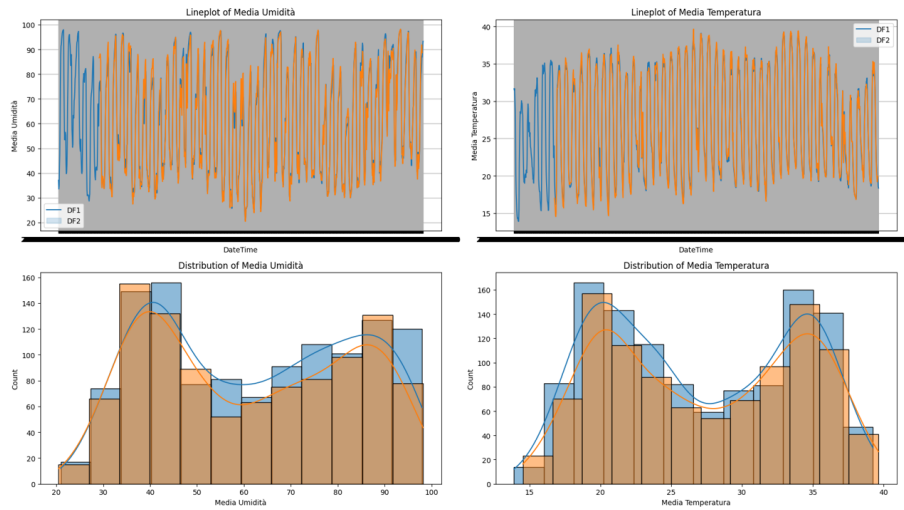 Lineplot of Media Umidità
100
90
80
70
60
50
40
30
20
Media Umidità
DF1
DF2
DateTime
Lineplot of Media Temperatura
40
35
30
25
20
15
Media Temperatura
DF1
DF2
DateTime
Distribution of Media Umidità
160
140
120
100
80
60
40
20
0
Count
20 30 40 50 60 70 80 90 100
Media Umidità
Distribution of Media Temperatura
160
140
120
100
80
60
40
20
0
Count
15 20 25 30 35 40
Media Temperatura